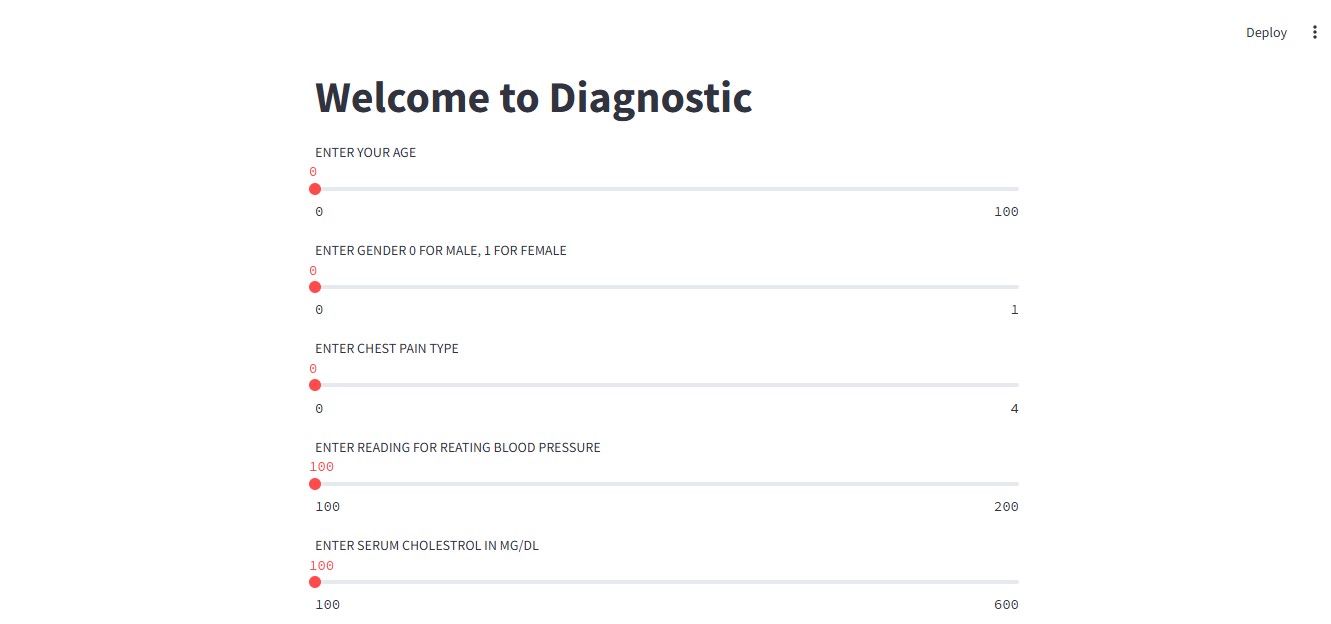 Deploy
Welcome to Diagnostic
ENTER YOUR AGE
0
0 100
ENTER GENDER 0 FOR MALE, 1 FOR FEMALE
0
0 1
ENTER CHEST PAIN TYPE
0
0 4
ENTER READING FOR REATING BLOOD PRESSURE
100
100 200
ENTER SERUM CHOLESTROL IN MG/DL
100
100 600